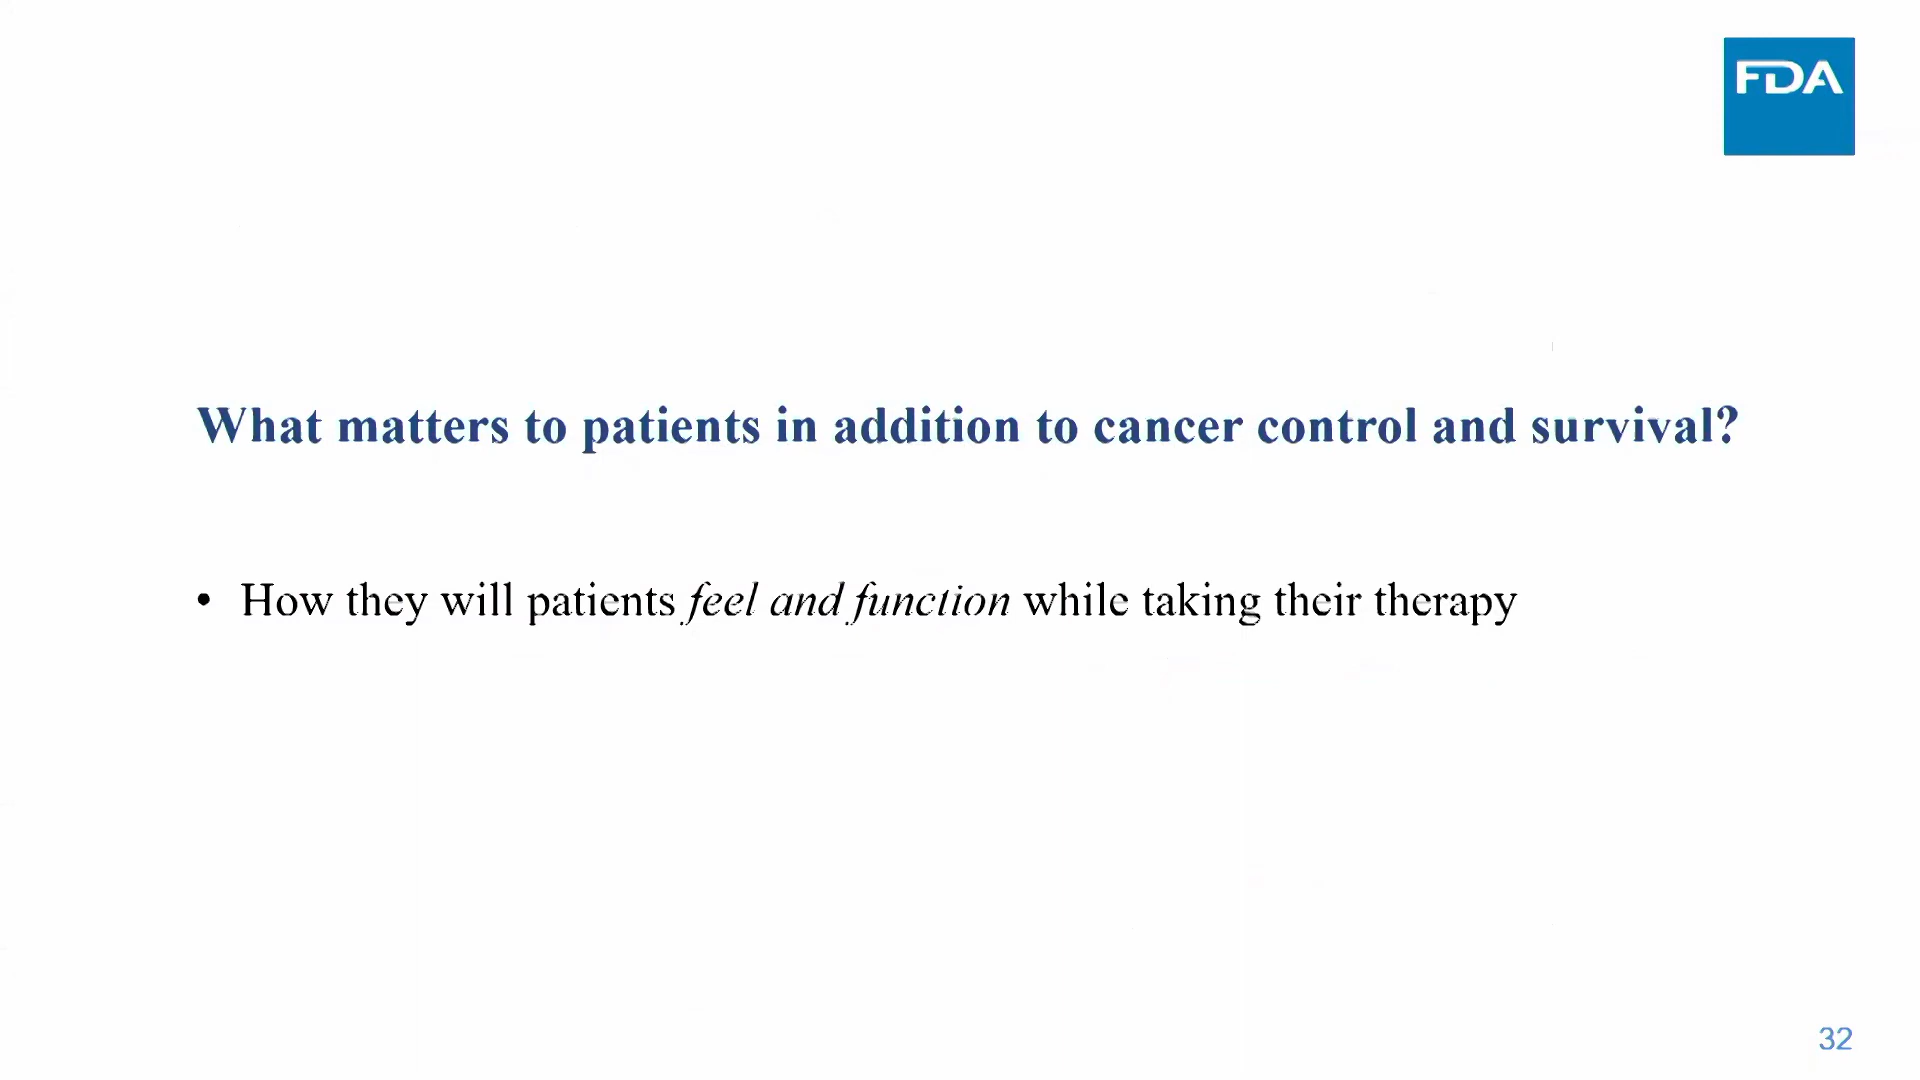 FDA
What matters to patients in addition to cancer control and survival?
• How they will patients feel and function while taking their therapy
32